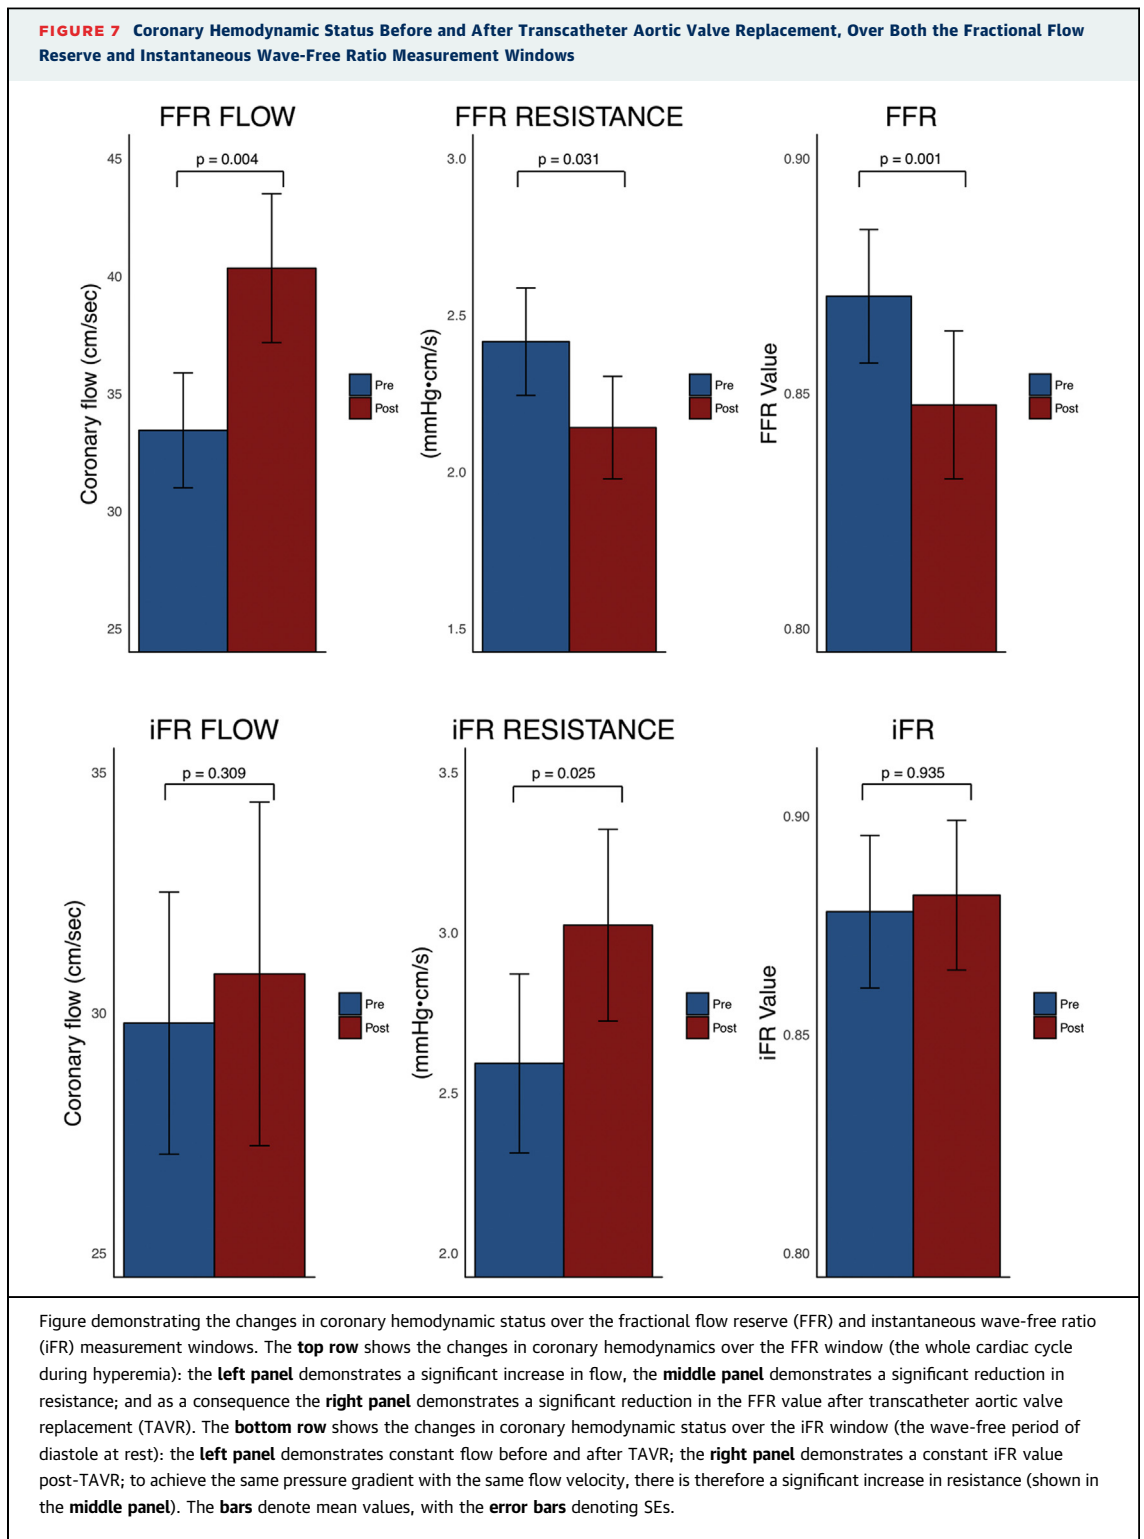 FIGURE 7 Coronary Hemodynamic Status Before and After Transcatheter Aortic Valve Replacement, Over Both the Fractional Flow
Reserve and Instantaneous Wave-Free Ratio Measurement Windows
FFR FLOW
p = 0.004
45
40
35
30
25
Coronary flow (cm/sec)
Pre
Post
FFR RESISTANCE
p = 0.031
3.0
2.5
2.0
1.5
(mmHg•cm/s)
Pre
Post
FFR
p = 0.001
0.90
0.85
0.80
FFR Value
Pre
Post
iFR FLOW
p = 0.309
35
30
25
Coronary flow (cm/sec)
Pre
Post
iFR RESISTANCE
p = 0.025
3.5
3.0
2.5
2.0
(mmHg•cm/s)
Pre
Post
iFR
p = 0.935
0.90
0.85
0.80
iFR Value
Pre
Post
Figure demonstrating the changes in coronary hemodynamic status over the fractional flow reserve (FFR) and instantaneous wave-free ratio
(iFR) measurement windows. The top row shows the changes in coronary hemodynamics over the FFR window (the whole cardiac cycle
during hyperemia): the left panel demonstrates a significant increase in flow, the middle panel demonstrates a significant reduction in
resistance; and as a consequence the right panel demonstrates a significant reduction in the FFR value after transcatheter aortic valve
replacement (TAVR). The bottom row shows the changes in coronary hemodynamic status over the iFR window (the wave-free period of
diastole at rest): the left panel demonstrates constant flow before and after TAVR; the right panel demonstrates a constant iFR value
post-TAVR; to achieve the same pressure gradient with the same flow velocity, there is therefore a significant increase in resistance (shown in
the middle panel). The bars denote mean values, with the error bars denoting SEs.